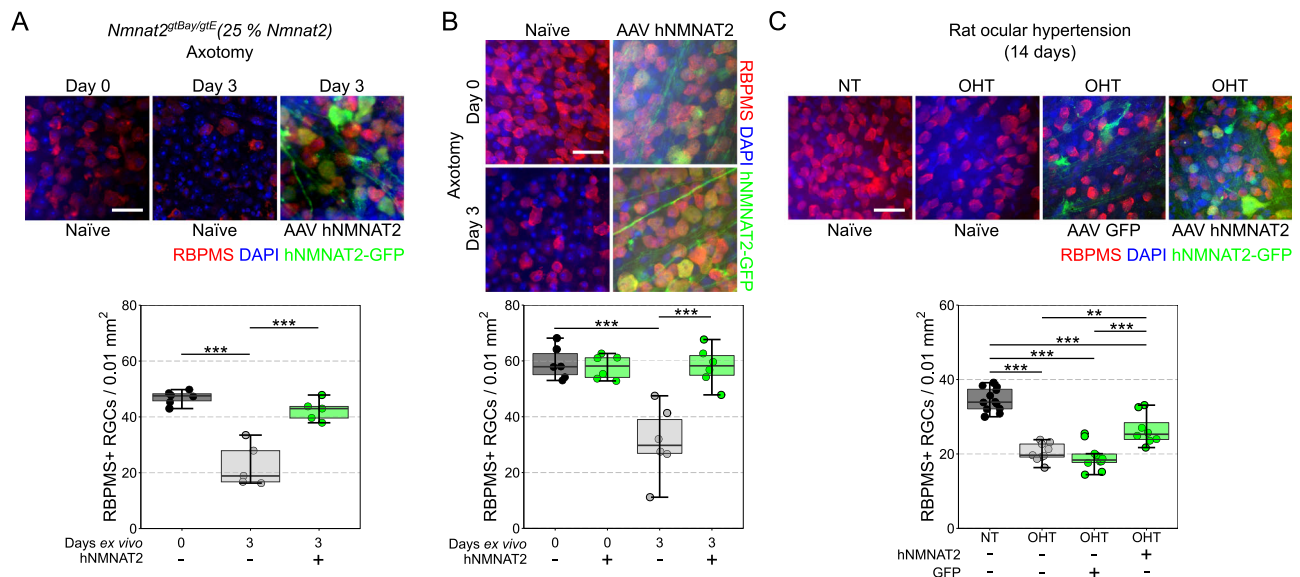 A
Nmnat2gtBay/gtE(25 % Nmnat2)
Axotomy
Day 0 Day 3 Day 3
Naïve Naïve AAV hNMNAT2
RBPMS DAPI hNMNAT2-GFP
80
60
40
20
0
RBPMS+ RGCs / 0.01 mm2
*** ***
Days ex vivo 0 3 3
hNMNAT2 - - +
B
Naïve AAV hNMNAT2
Axotomy
Day 0
Day 3
RBPMS DAPI hNMNAT2-GFP
80
60
40
20
0
RBPMS+ RGCs / 0.01 mm2
*** ***
Days ex vivo 0 0 3 3
hNMNAT2 - + - +
C
Rat ocular hypertension
(14 days)
NT OHT OHT OHT
Naïve Naïve AAV GFP AAV hNMNAT2
RBPMS DAPI hNMNAT2-GFP
60
40
20
0
RBPMS+ RGCs / 0.01 mm2
**
***
***
***
***
NT OHT OHT OHT
hNMNAT2 - - - +
GFP - - + -